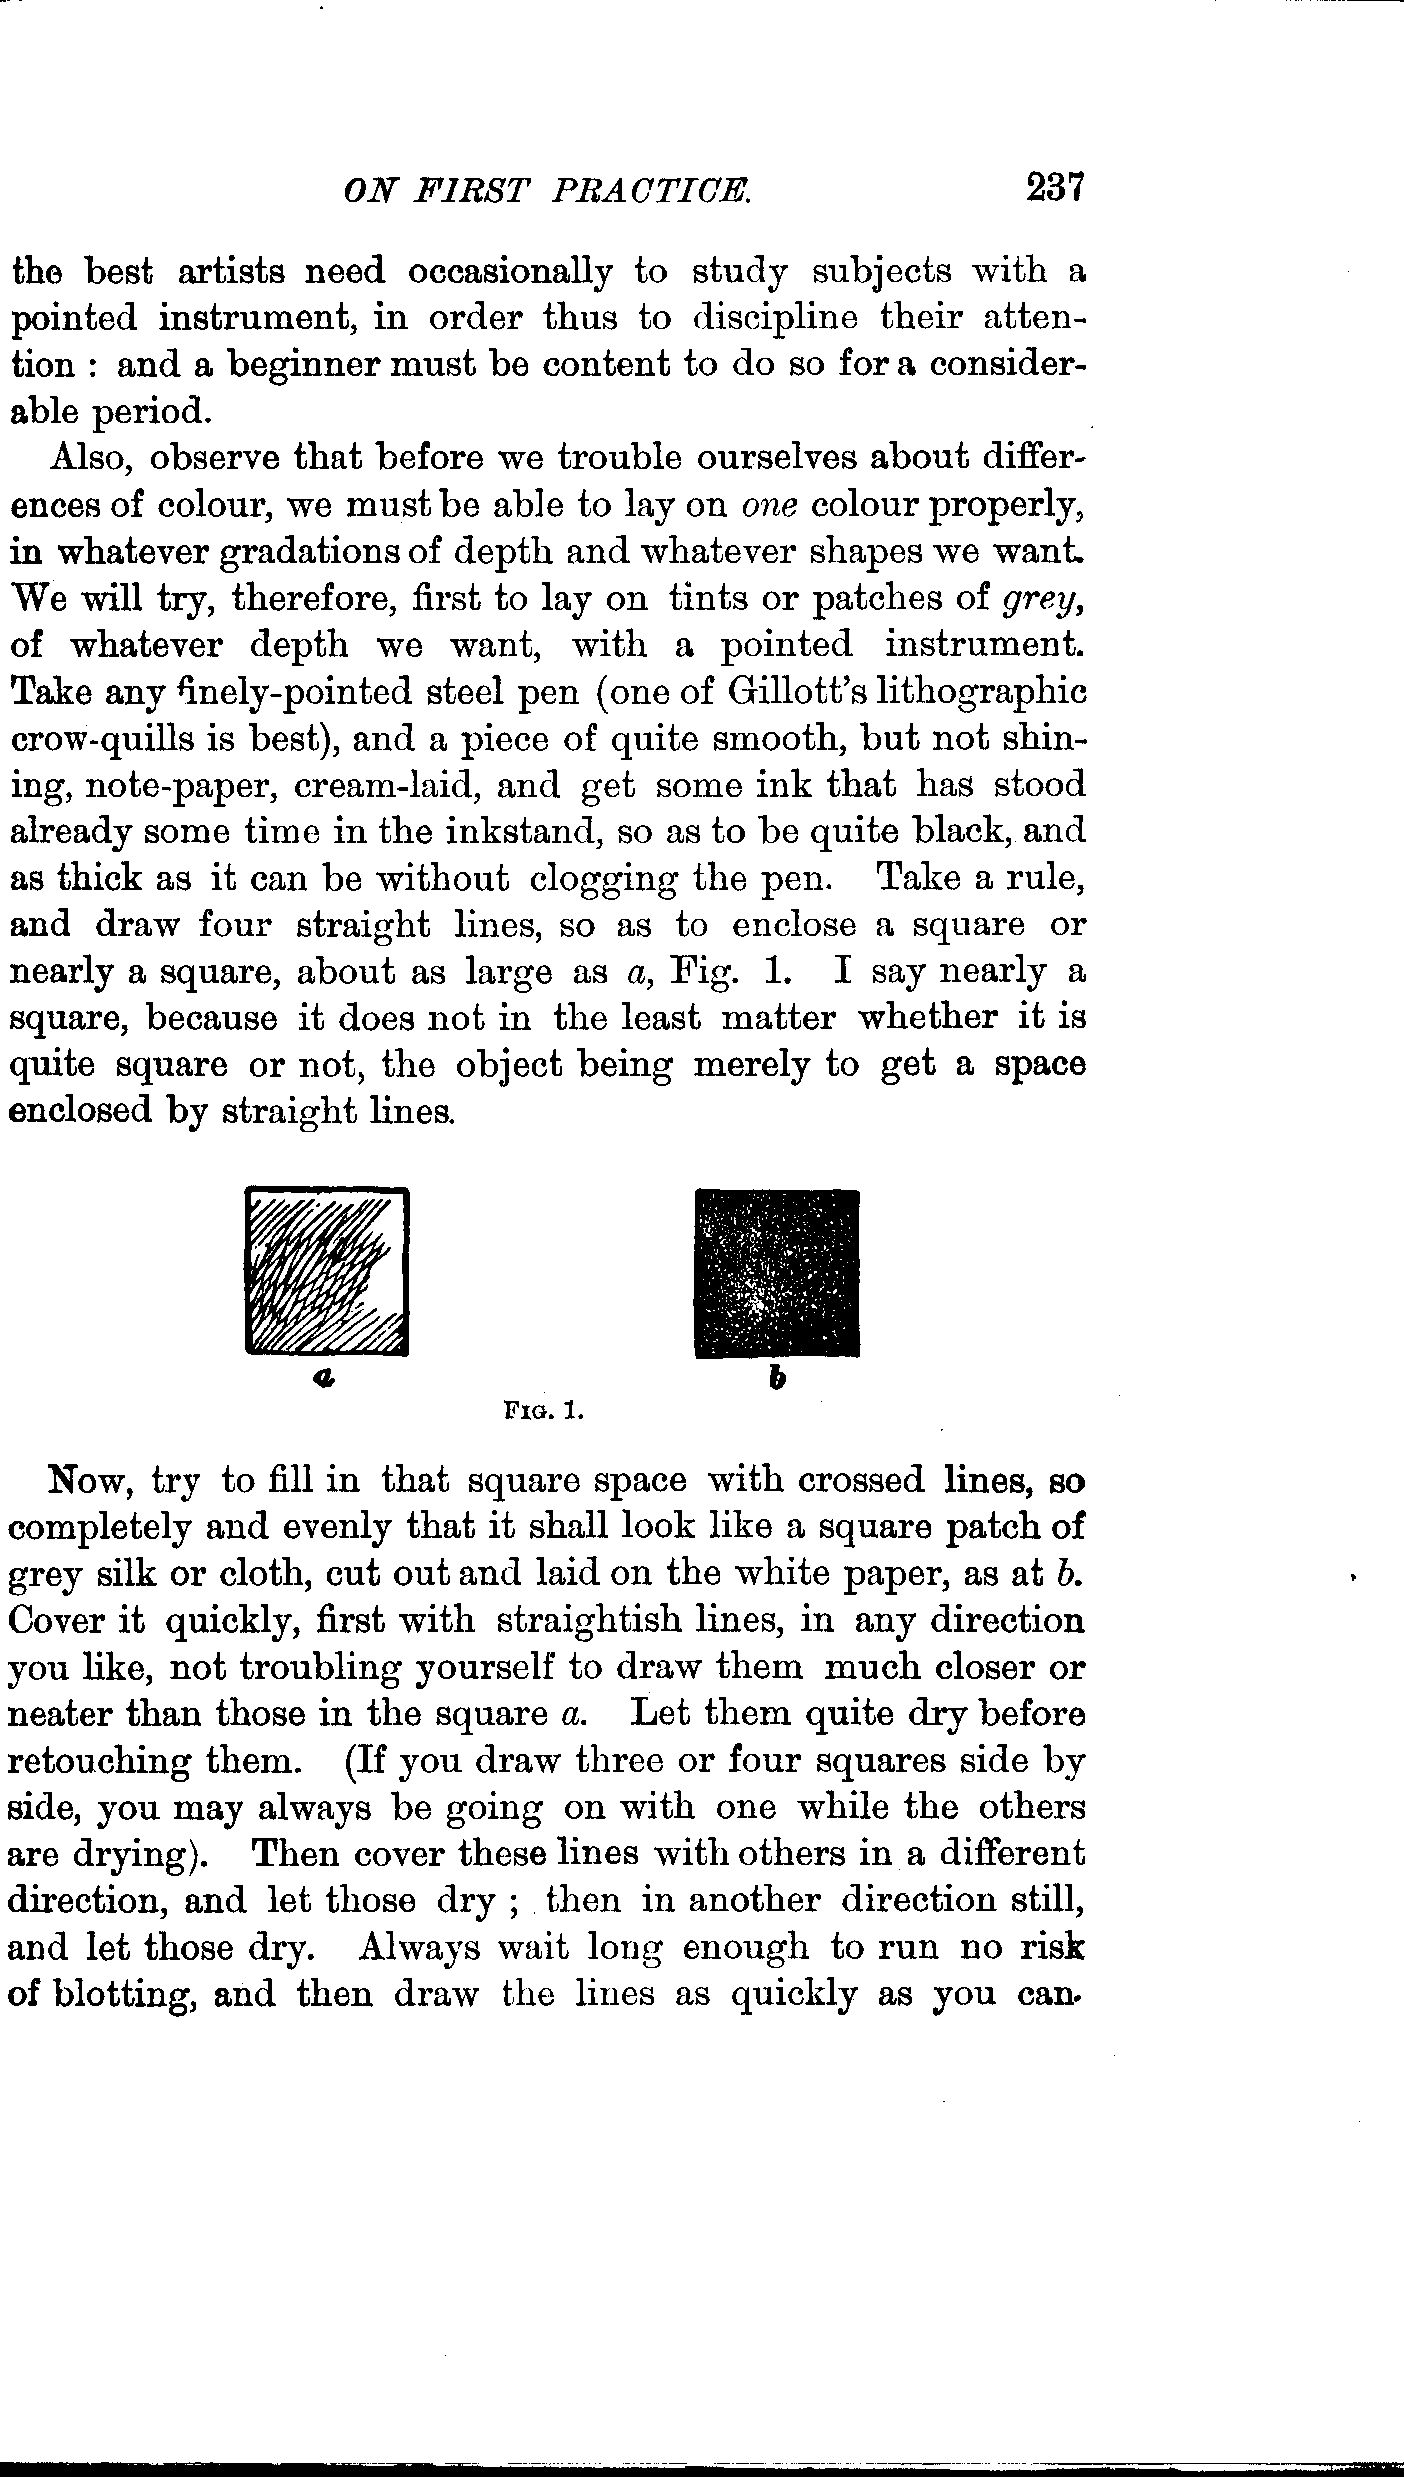 ON FIRST PRACTICE. 237
the best artists need occasionally to study subjects with a
pointed instrument, in order thus to discipline their atten-
tion : and a beginner must be content to do so for a consider-
able period.
Also, observe that before we trouble ourselves about differ-
ences of colour, we must be able to lay on one colour properly,
in whatever gradations of depth and whatever shapes we want.
We will try, therefore, first to lay on tints or patches of grey,
of whatever depth we want, with a pointed instrument.
Take any finely-pointed steel pen (one of Gillott's lithographic
crow-quills is best), and a piece of quite smooth, but not shin-
ing, note-paper, cream-laid, and get some ink that has stood
already some time in the inkstand, so as to be quite black, and
as thick as it can be without clogging the pen. Take a rule,
and draw four straight lines, so as to enclose a square or
nearly a square, about as large as a, Fig. 1. I say nearly a
square, because it does not in the least matter whether it is
quite square or not, the object being merely to get a space
enclosed by straight lines.
a b
FIG. 1.
Now, try to fill in that square space with crossed lines, so
completely and evenly that it shall look like a square patch of
grey silk or cloth, cut out and laid on the white paper, as at b.
Cover it quickly, first with straightish lines, in any direction
you like, not troubling yourself to draw them much closer or
neater than those in the square a. Let them quite dry before
retouching them. (If you draw three or four squares side by
side, you may always be going on with one while the others
are drying). Then cover these lines with others in a different
direction, and let those dry ; then in another direction still,
and let those dry. Always wait long enough to run no risk
of blotting, and then draw the lines as quickly as you can.